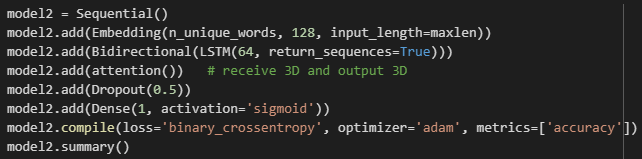 model2 = Sequential()
model2.add(Embedding(n_unique_words, 128, input_length=maxlen))
model2.add(Bidirectional(LSTM(64, return_sequences=True)))
model2.add(attention())   # receive 3D and output 3D
model2.add(Dropout(0.5))
model2.add(Dense(1, activation='sigmoid'))
model2.compile(loss='binary_crossentropy', optimizer='adam', metrics=['accuracy'])
model2.summary()